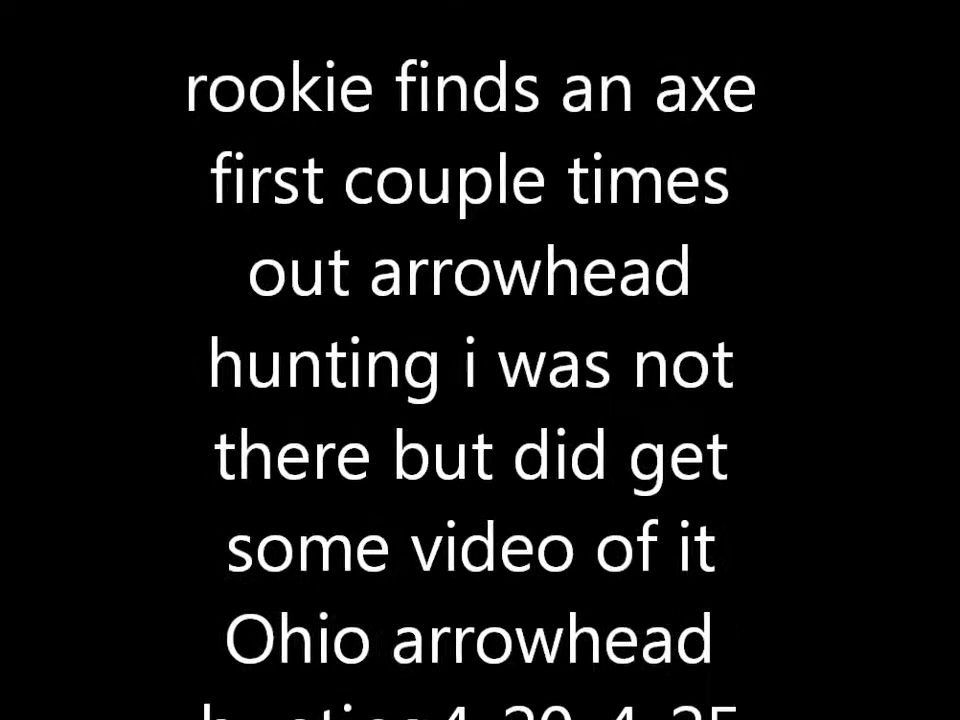 rookie finds an axe
first couple times
out arrowhead
hunting i was not
there but did get
some video of it
Ohio arrowhead